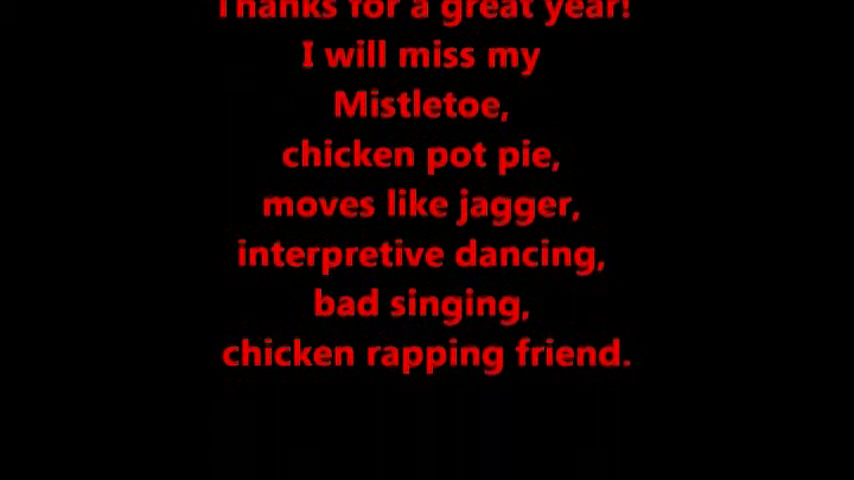 Thanks for a great year!
I will miss my
Mistletoe,
chicken pot pie,
moves like jagger,
interpretive dancing,
bad singing,
chicken rapping friend.